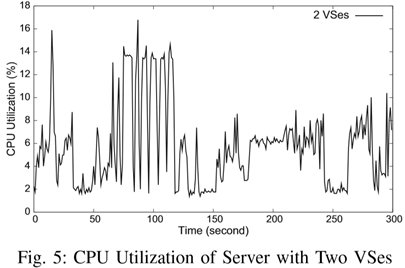 18
16
14
12
10
8
6
4
2
0
CPU Utilization (%)
2 VSes
0 50 100 150 200 250 300
Time (second)
Fig. 5: CPU Utilization of Server with Two VSes